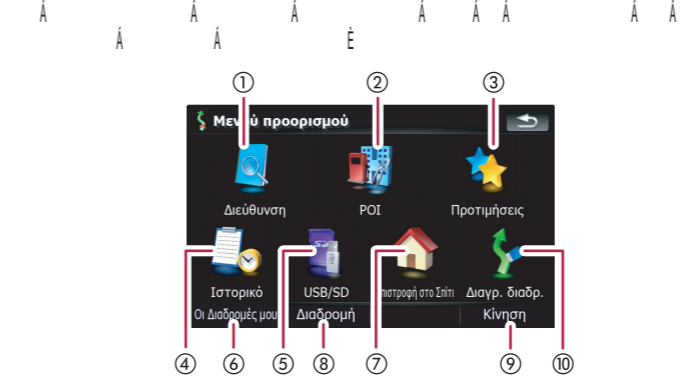 Á Á Á Á Á Á Á Á
Á Á È
① ② ③
Μενού προορισμού
Διεύθυνση POI Προτιμήσεις
Ιστορικό USB/SD πιστροφή στο Σπίτι Διαγρ. διαδρ.
Οι Διαδρομές μου Διαδρομή Κίνηση
④ ⑥ ⑤ ⑧ ⑦ ⑨ ⑩